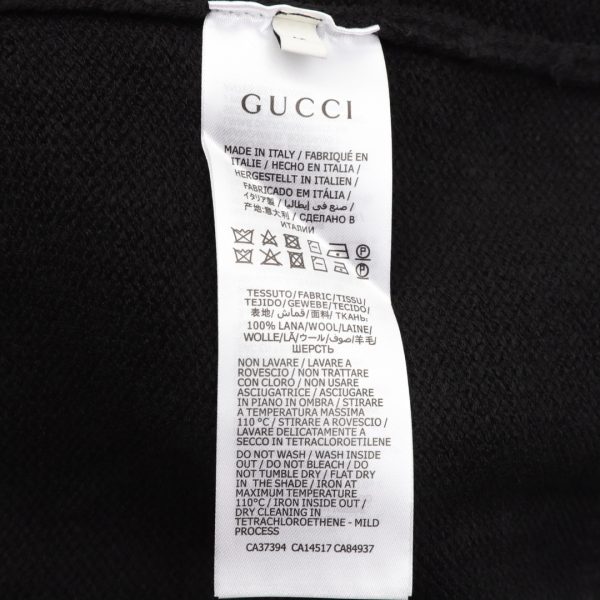 GUCCI
MADE IN ITALY / FABRIQUÉ EN
ITALIE / HECHO EN ITALIA /
HERGESTELLT IN ITALIEN /
FABRICADO EM ITÁLIA /
イタリア製 / صنع في إيطاليا /
产地:意大利 / СДЕЛАНО В
ИТАЛИИ
P
P
TESSUTO/FABRIC/TISSU/
TEJIDO/GEWEBE/TECIDO/
表地/قماش/面料/ТКАНЬ:
100% LANA/WOOL/LAINE/
WOLLE/LÃ/ウール/صوف/羊毛/
ШЕРСТЬ
NON LAVARE / LAVARE A
ROVESCIO / NON TRATTARE
CON CLORO / NON USARE
ASCIUGATRICE / ASCIUGARE
IN PIANO IN OMBRA / STIRARE
A TEMPERATURA MASSIMA
110 °C / STIRARE A ROVESCIO /
LAVARE DELICATAMENTE A
SECCO IN TETRACLOROETILENE
DO NOT WASH / WASH INSIDE
OUT / DO NOT BLEACH / DO
NOT TUMBLE DRY / FLAT DRY
IN THE SHADE / IRON AT
MAXIMUM TEMPERATURE
110°C / IRON INSIDE OUT /
DRY CLEANING IN
TETRACHLOROETHENE - MILD
PROCESS
CA37394 CA14517 CA84937